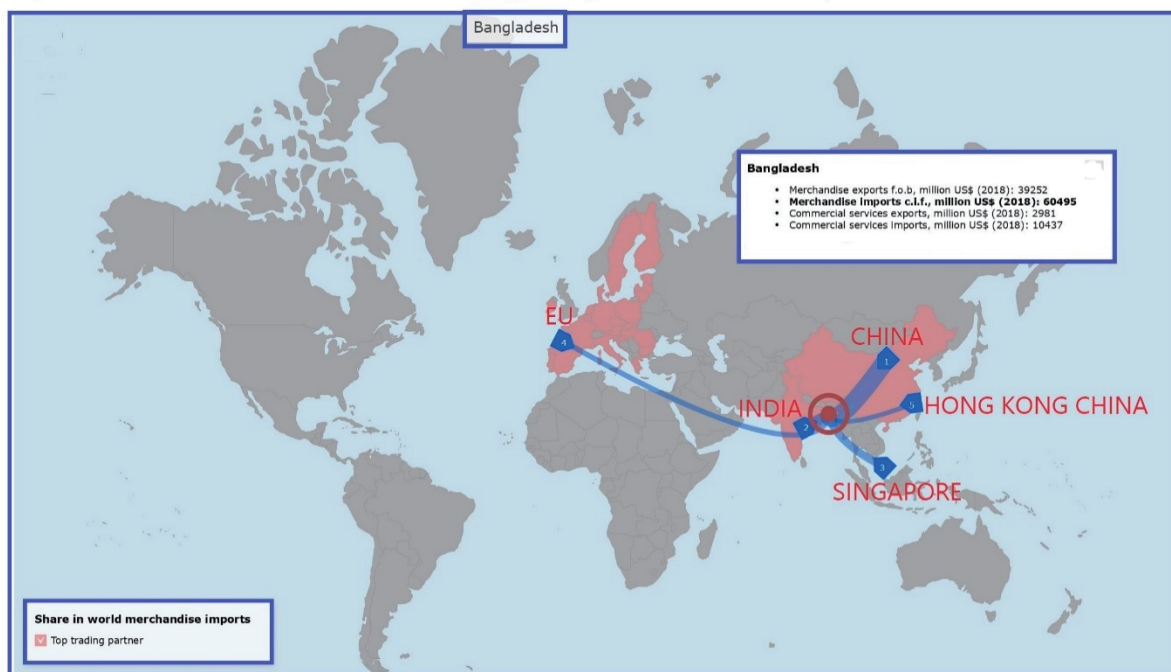 Bangladesh
Bangladesh
• Merchandise exports f.o.b, million US$ (2018): 39252
• Merchandise imports c.i.f., million US$ (2018): 60495
• Commercial services exports, million US$ (2018): 2981
• Commercial services imports, million US$ (2018): 10437
EU
4
CHINA
1
INDIA
2
HONG KONG CHINA
5
3
SINGAPORE
Share in world merchandise imports
Top trading partner